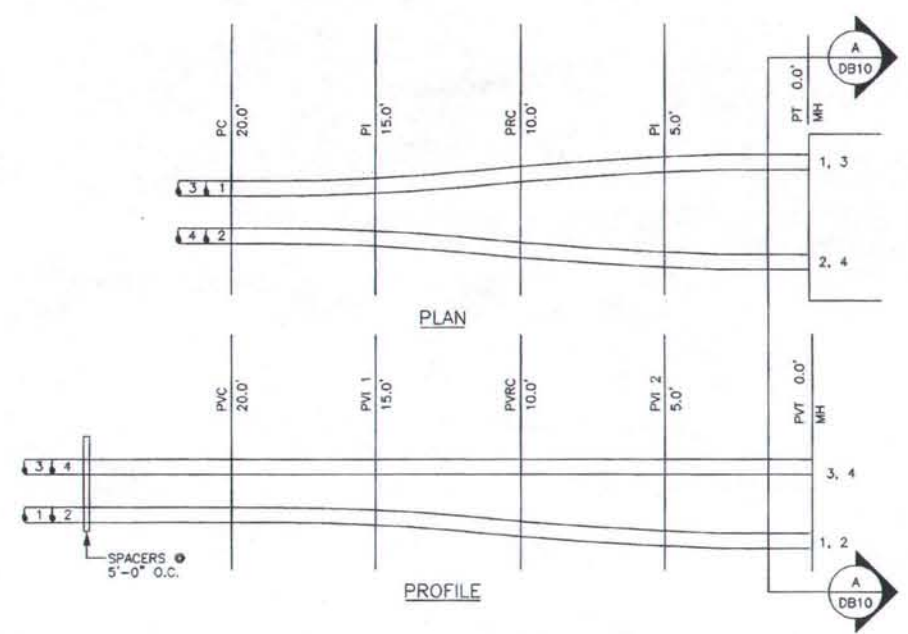 PC
20.0'
PI
15.0'
PRC
10.0'
PI
5.0'
PT 0.0'
MH
A
DB10
3 1
1, 3
4 2
2, 4
PLAN
PVC
20.0'
PVI 1
15.0'
PVRC
10.0'
PVI 2
5.0'
PVT 0.0'
MH
3 4
3, 4
1 2
1, 2
SPACERS @
5'-0" O.C.
PROFILE
A
DB10